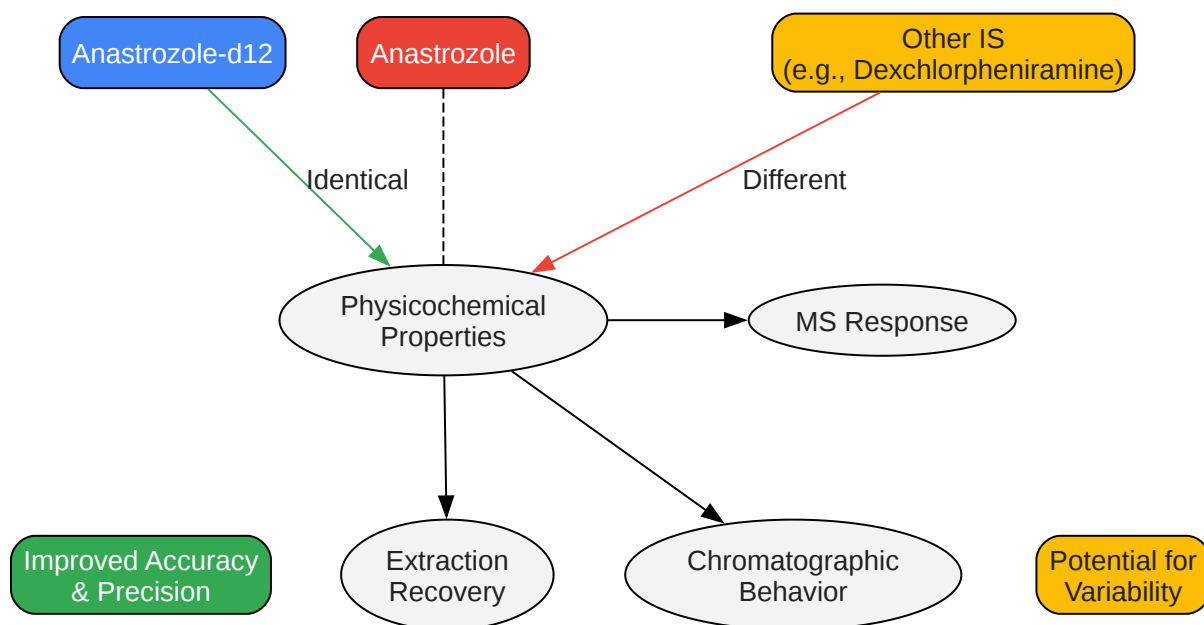 Anastrozole-d12
Anastrozole
Other IS
(e.g., Dexchlorpheniramine)
Identical
Different
Physicochemical
Properties
MS Response
Improved Accuracy
& Precision
Extraction
Recovery
Chromatographic
Behavior
Potential for
Variability